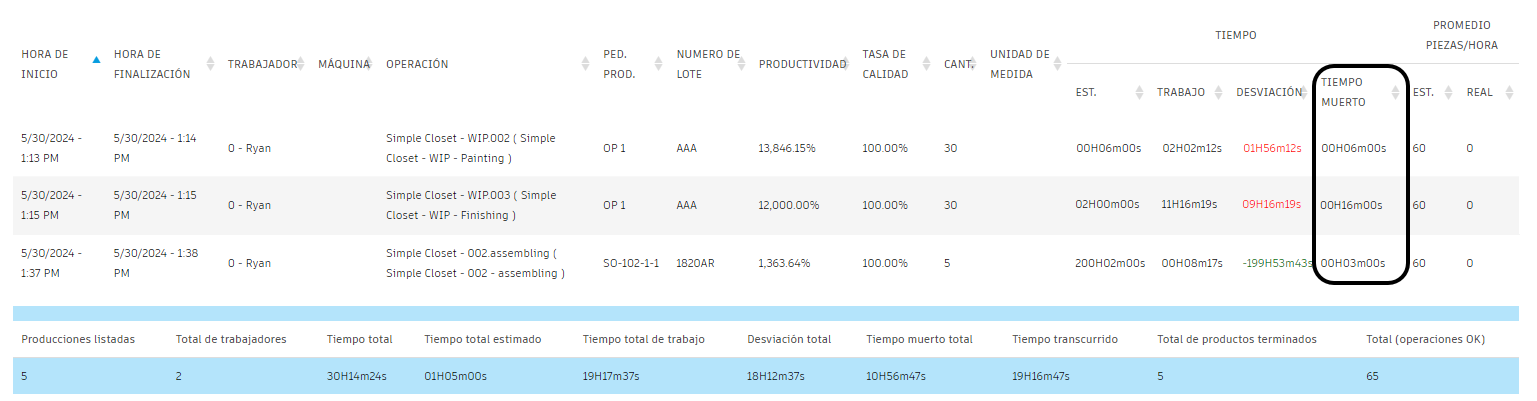 TIEMPO
PROMEDIO
PIEZAS/HORA
HORA DE
INICIO
HORA DE
FINALIZACIÓN
TRABAJADOR
MÁQUINA
OPERACIÓN
PED.
PROD.
NUMERO DE
LOTE
PRODUCTIVIDAD
TASA DE
CALIDAD
CANT.
UNIDAD DE
MEDIDA
EST.
TRABAJO
DESVIACIÓN
TIEMPO
MUERTO
EST.
REAL
5/30/2024 -
1:13 PM
5/30/2024 - 1:14
PM
0 - Ryan
Simple Closet - WIP.002 ( Simple
Closet - WIP - Painting )
OP 1
AAA
13,846.15%
100.00%
30
00H06m00s
02H02m12s
01H56m12s
00H06m00s
60
0
5/30/2024 -
1:15 PM
5/30/2024 - 1:15
PM
0 - Ryan
Simple Closet - WIP.003 ( Simple
Closet - WIP - Finishing )
OP 1
AAA
12,000.00%
100.00%
30
02H00m00s
11H16m19s
09H16m19s
00H16m00s
60
0
5/30/2024 -
1:37 PM
5/30/2024 - 1:38
PM
0 - Ryan
Simple Closet - 002.assembling (
Simple Closet - 002 - assembling )
SO-102-1-1
1820AR
1,363.64%
100.00%
5
200H02m00s
00H08m17s
-199H53m43s
00H03m00s
60
0
Producciones listadas
Total de trabajadores
Tiempo total
Tiempo total estimado
Tiempo total de trabajo
Desviación total
Tiempo muerto total
Tiempo transcurrido
Total de productos terminados
Total (operaciones OK)
5
2
30H14m24s
01H05m00s
19H17m37s
18H12m37s
10H56m47s
19H16m47s
5
65